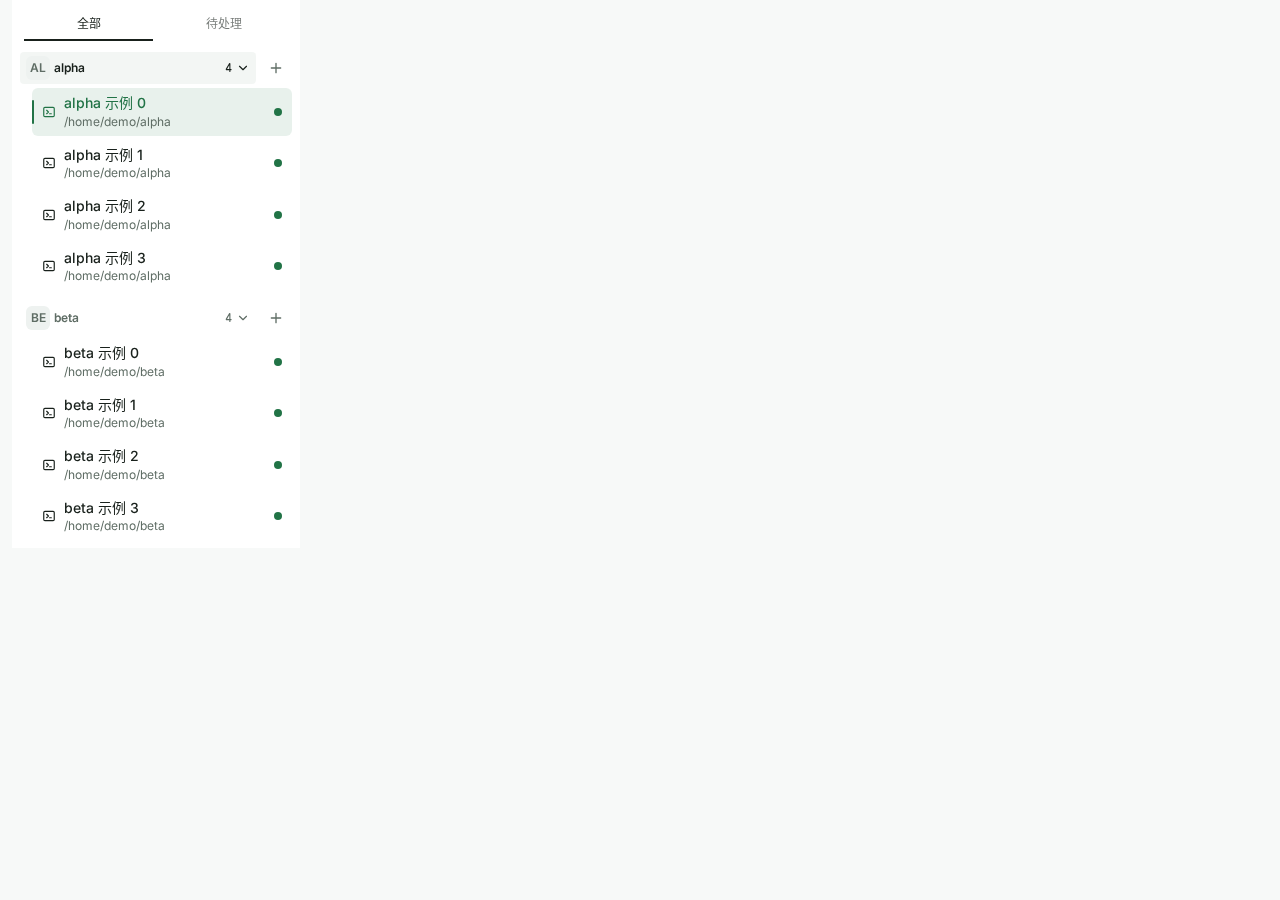 全部
待处理
AL alpha 4
alpha 示例 0
/home/demo/alpha
alpha 示例 1
/home/demo/alpha
alpha 示例 2
/home/demo/alpha
alpha 示例 3
/home/demo/alpha
BE beta 4
beta 示例 0
/home/demo/beta
beta 示例 1
/home/demo/beta
beta 示例 2
/home/demo/beta
beta 示例 3
/home/demo/beta